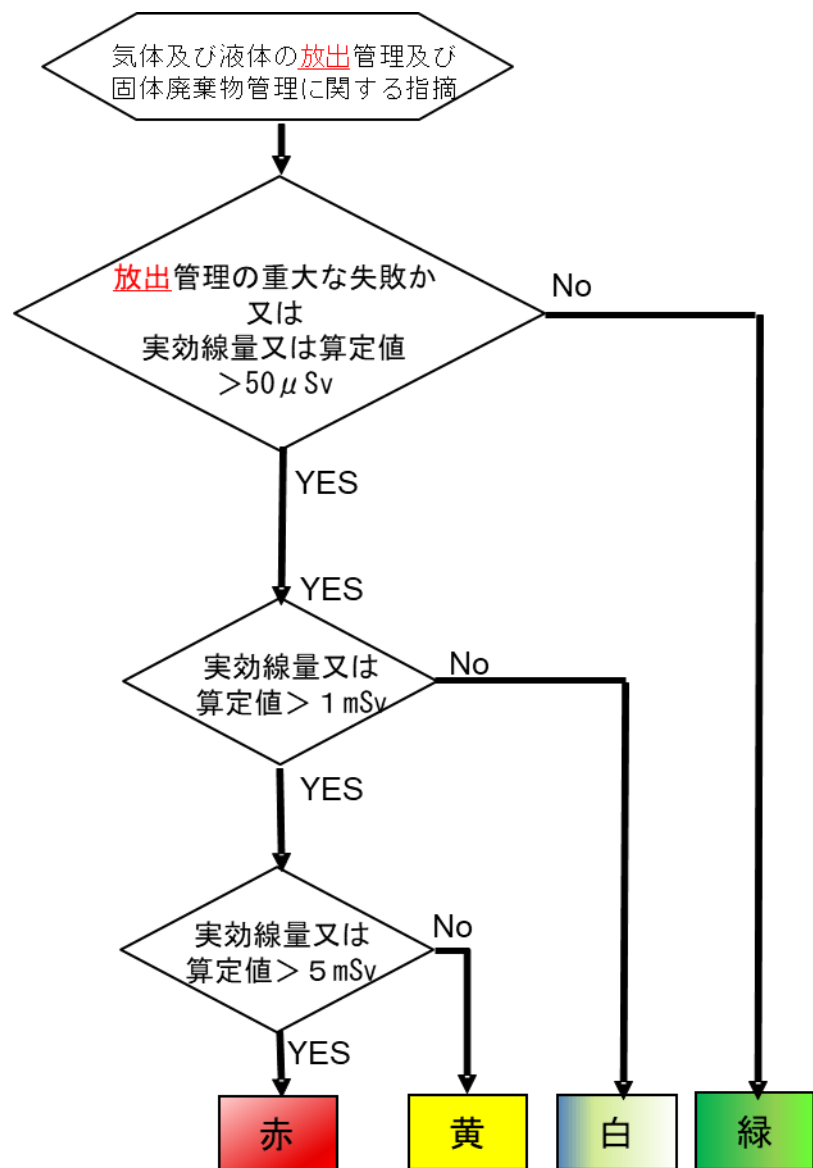 気体及び液体の放出管理及び
固体廃棄物管理に関する指摘
放出管理の重大な失敗か
又は
実効線量又は算定値
>50μSv
No
YES
YES
実効線量又は
算定値>1mSv
No
YES
実効線量又は
算定値>5mSv
No
YES
赤
黄
白
緑